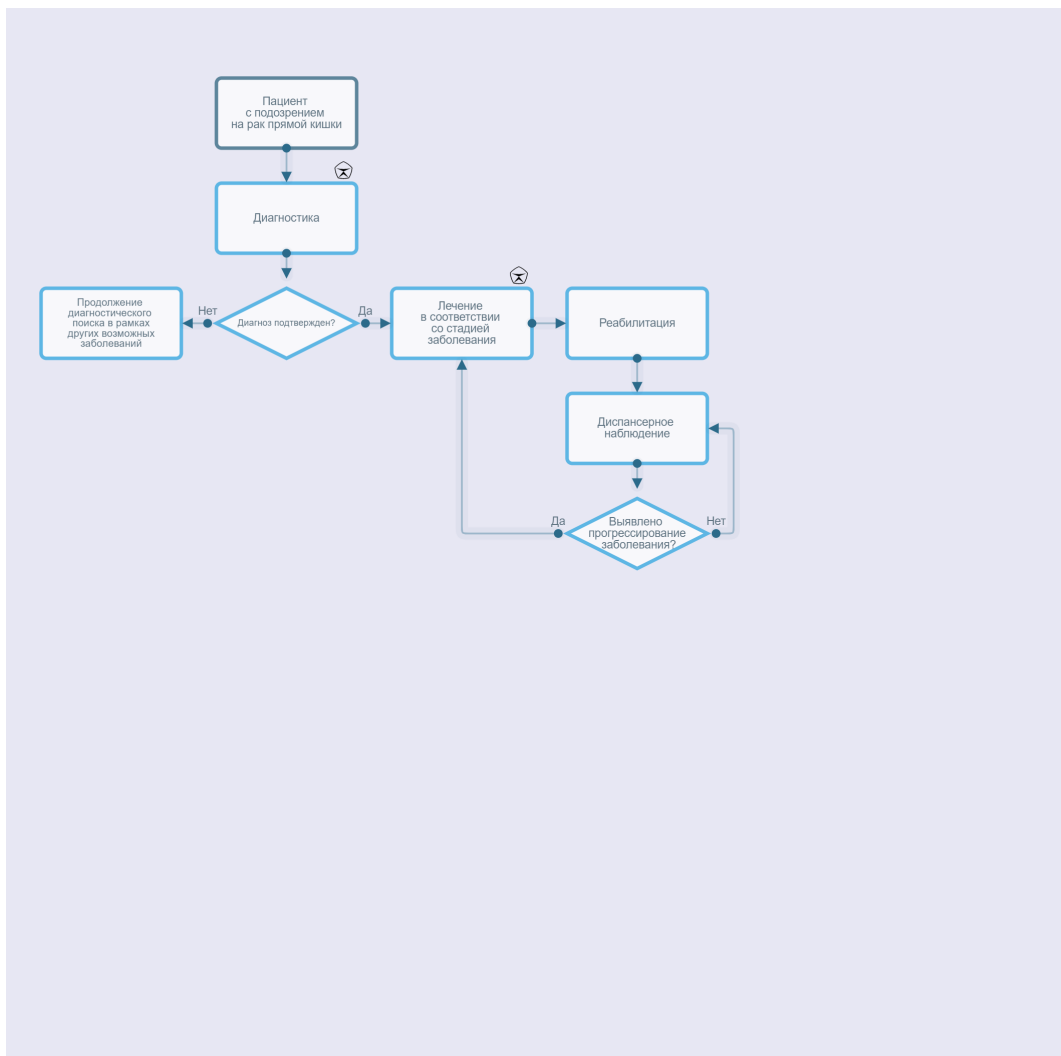 Пациент
с подозрением
на рак прямой кишки
Диагностика
Продолжение
диагностического
поиска в рамках
других возможных
заболеваний
Нет
Диагноз подтвержден?
Да
Лечение
в соответствии
со стадией
заболевания
Реабилитация
Диспансерное
наблюдение
Да
Выявлено
прогрессирование
заболевания?
Нет